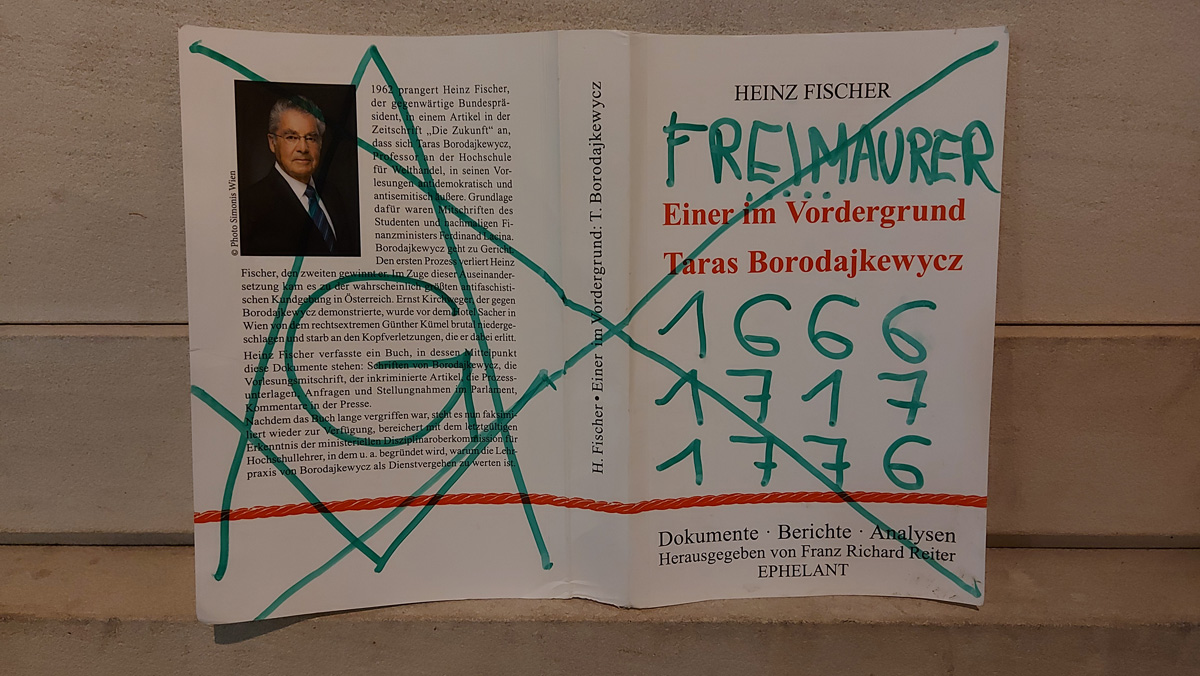 © Photo Simonis Wien
1962 prangert Heinz Fischer,
der gegenwärtige Bundesprä-
sident, in einem Artikel in der
Zeitschrift „Die Zukunft“ an,
dass sich Taras Borodajkewycz,
Professor an der Hochschule
für Welthandel, in seinen Vor-
lesungen antidemokratisch und
antisemitisch äußere. Grundlage
dafür waren Mitschriften des
Studenten und nachmaligen Fi-
nanzministers Ferdinand Lacina.
Borodajkewycz geht zu Gericht.
Den ersten Prozess verliert Heinz
Fischer, den zweiten gewinnt er. Im Zuge dieser Auseinander-
setzung kam es zu der wahrscheinlich größten antifaschisti-
schen Kundgebung in Österreich. Ernst Kirchweger, der gegen
Borodajkewycz demonstrierte, wurde vor dem Hotel Sacher in
Wien von dem rechtsextremen Günther Kümel brutal niederge-
schlagen und starb an den Kopfverletzungen, die er dabei erlitt.
Heinz Fischer verfasste ein Buch, in dessen Mittelpunkt
diese Dokumente stehen: Schriften von Borodajkewycz, die
Vorlesungsmitschrift, der inkriminierte Artikel, die Prozess-
unterlagen, Anfragen und Stellungnahmen im Parlament,
Kommentare in der Presse.
Nachdem das Buch lange vergriffen war, steht es nun faksimi-
liert wieder zur Verfügung, bereichert mit dem letztgültigen
Erkenntnis der ministeriellen Disziplinaroberkommission für
Hochschullehrer, in dem u. a. begründet wird, warum die Lehr-
praxis von Borodajkewycz als Dienstvergehen zu werten ist.
G
H. Fischer • Einer im Vordergrund: T. Borodajkewycz
HEINZ FISCHER
FREIMAURER
Einer im Vordergrund
Taras Borodajkewycz
1666
1717
1776
Dokumente · Berichte · Analysen
Herausgegeben von Franz Richard Reiter
EPHELANT